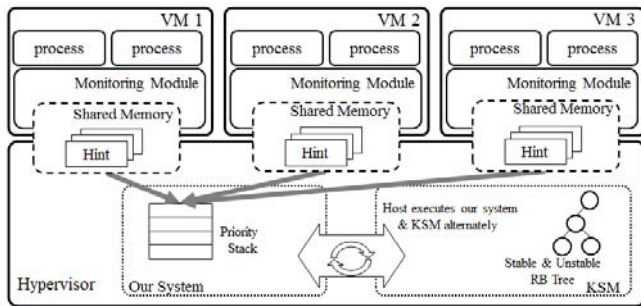 VM 1
process
process
Monitoring Module
Shared Memory
Hint
VM 2
process
process
Monitoring Module
Shared Memory
Hint
VM 3
process
process
Monitoring Module
Shared Memory
Hint
Priority
Stack
Our System
Host executes our system
& KSM alternately
Stable & Unstable
RB Tree
KSM
Hypervisor